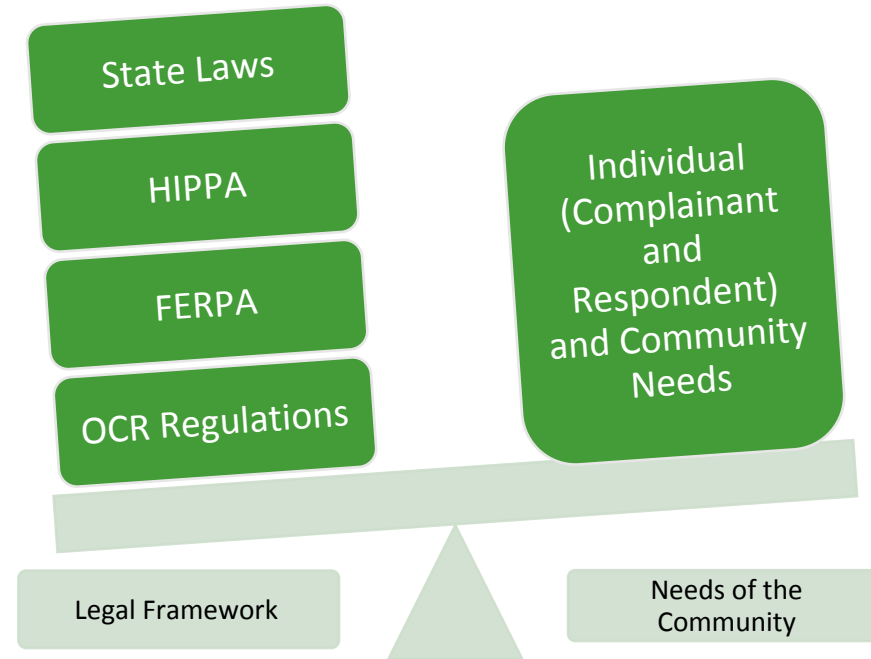 State Laws
HIPPA
FERPA
OCR Regulations
Individual
(Complainant
and
Respondent)
and Community
Needs
Legal Framework
Needs of the
Community